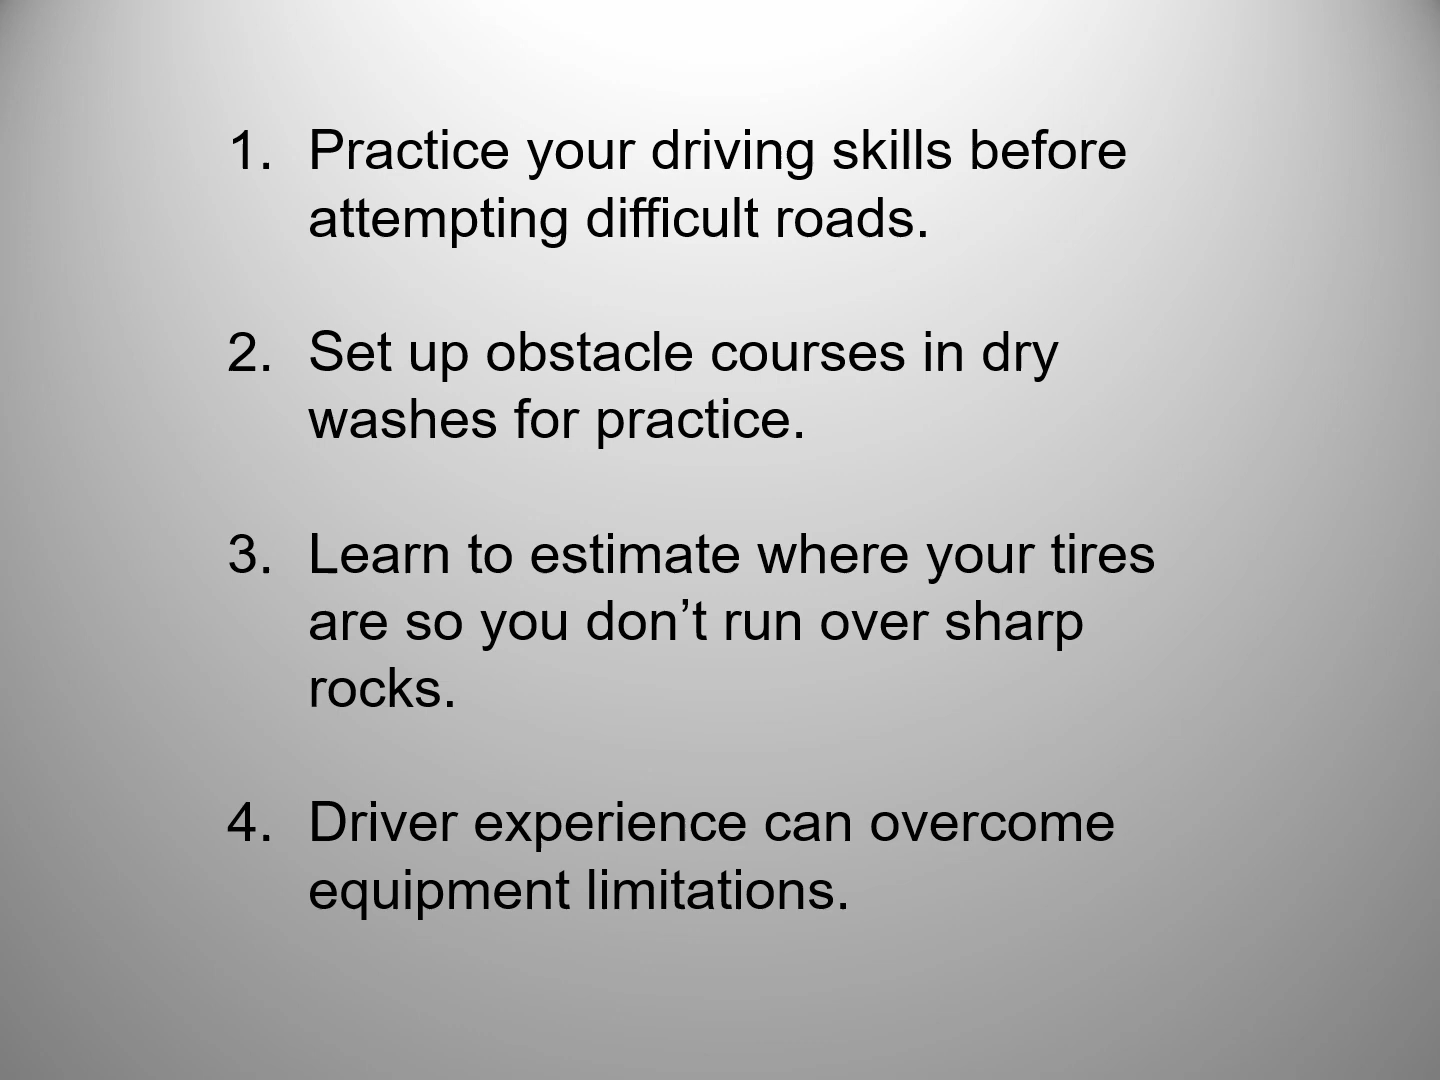 1. Practice your driving skills before
attempting difficult roads.
2. Set up obstacle courses in dry
washes for practice.
3. Learn to estimate where your tires
are so you don’t run over sharp
rocks.
4. Driver experience can overcome
equipment limitations.